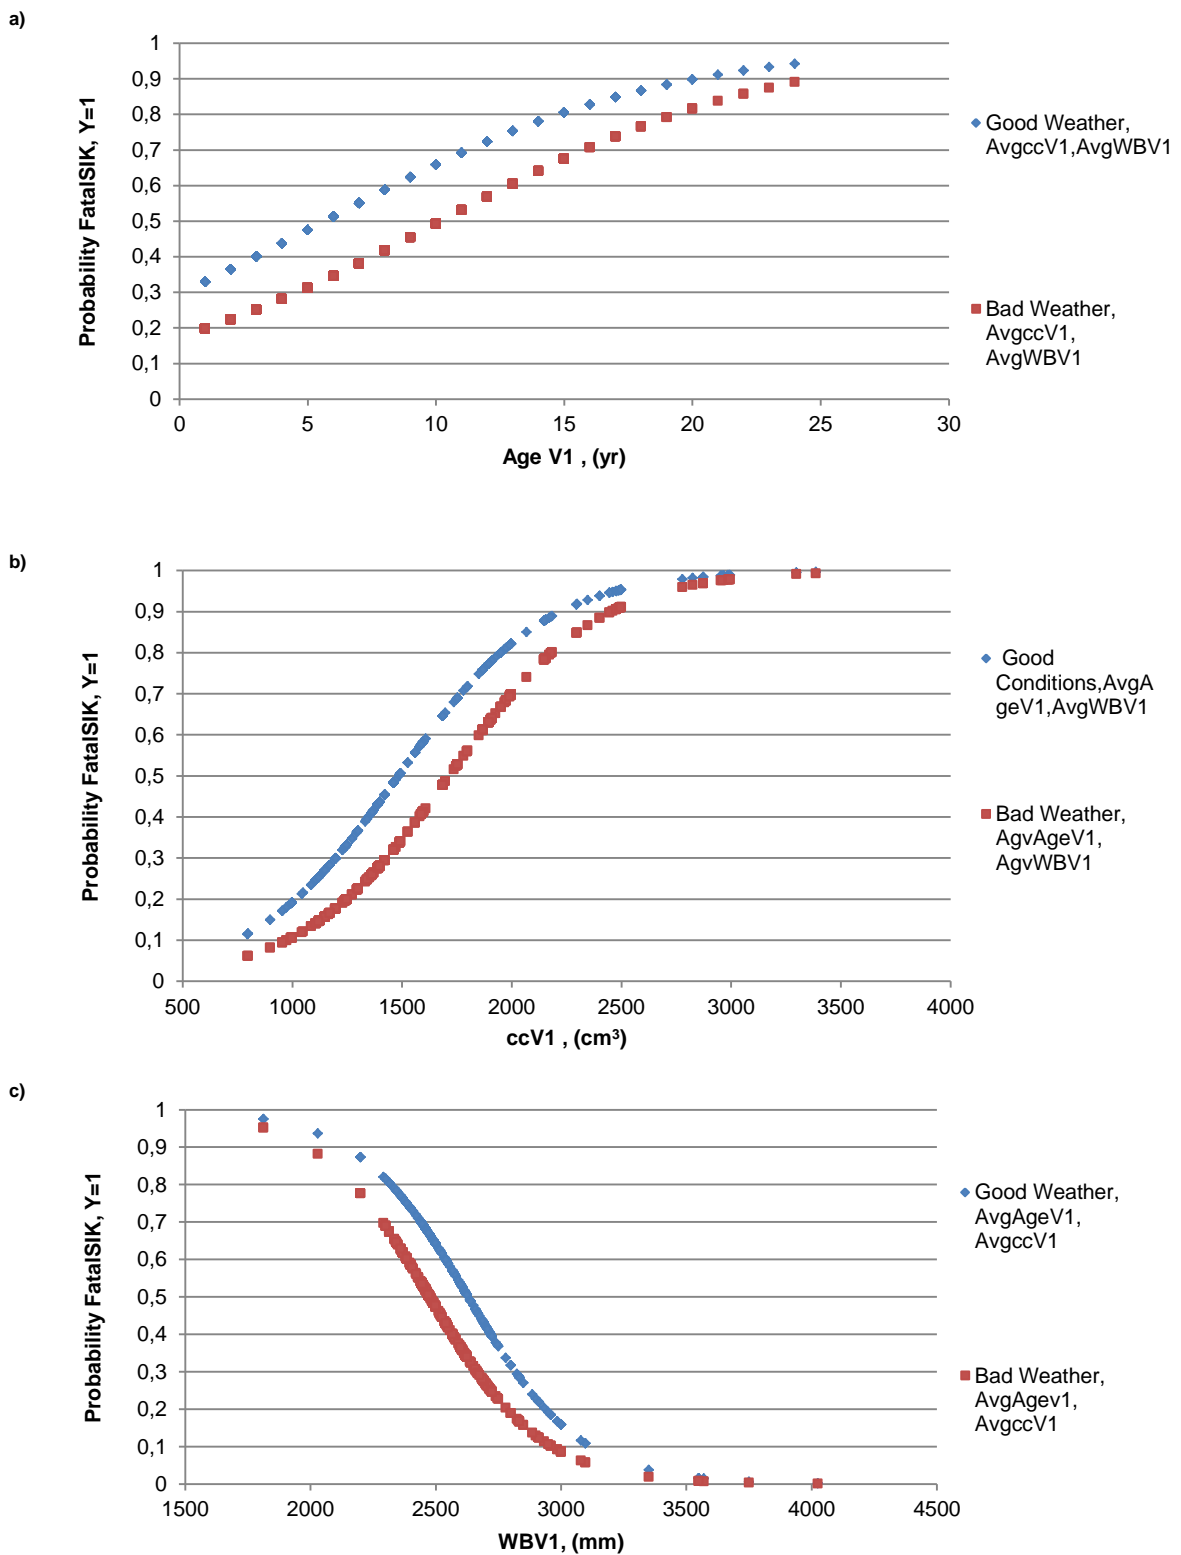 a)
Probability FatalSIK, Y=1
1
0,9
0,8
0,7
0,6
0,5
0,4
0,3
0,2
0,1
0
0
5
10
15
20
25
30
Age V1 , (yr)
Good Weather,
AvgccV1,AvgWBV1
Bad Weather,
AvgccV1,
AvgWBV1
b)
Probability FatalSIK, Y=1
1
0,9
0,8
0,7
0,6
0,5
0,4
0,3
0,2
0,1
0
500
1000
1500
2000
2500
3000
3500
4000
ccV1 , (cm³)
Good
Conditions,AvgA
geV1,AvgWBV1
Bad Weather,
AgvAgeV1,
AgvWBV1
c)
Probability FatalSIK, Y=1
1
0,9
0,8
0,7
0,6
0,5
0,4
0,3
0,2
0,1
0
1500
2000
2500
3000
3500
4000
4500
WBV1, (mm)
Good Weather,
AvgAgeV1,
AvgccV1
Bad Weather,
AvgAgev1,
AvgccV1